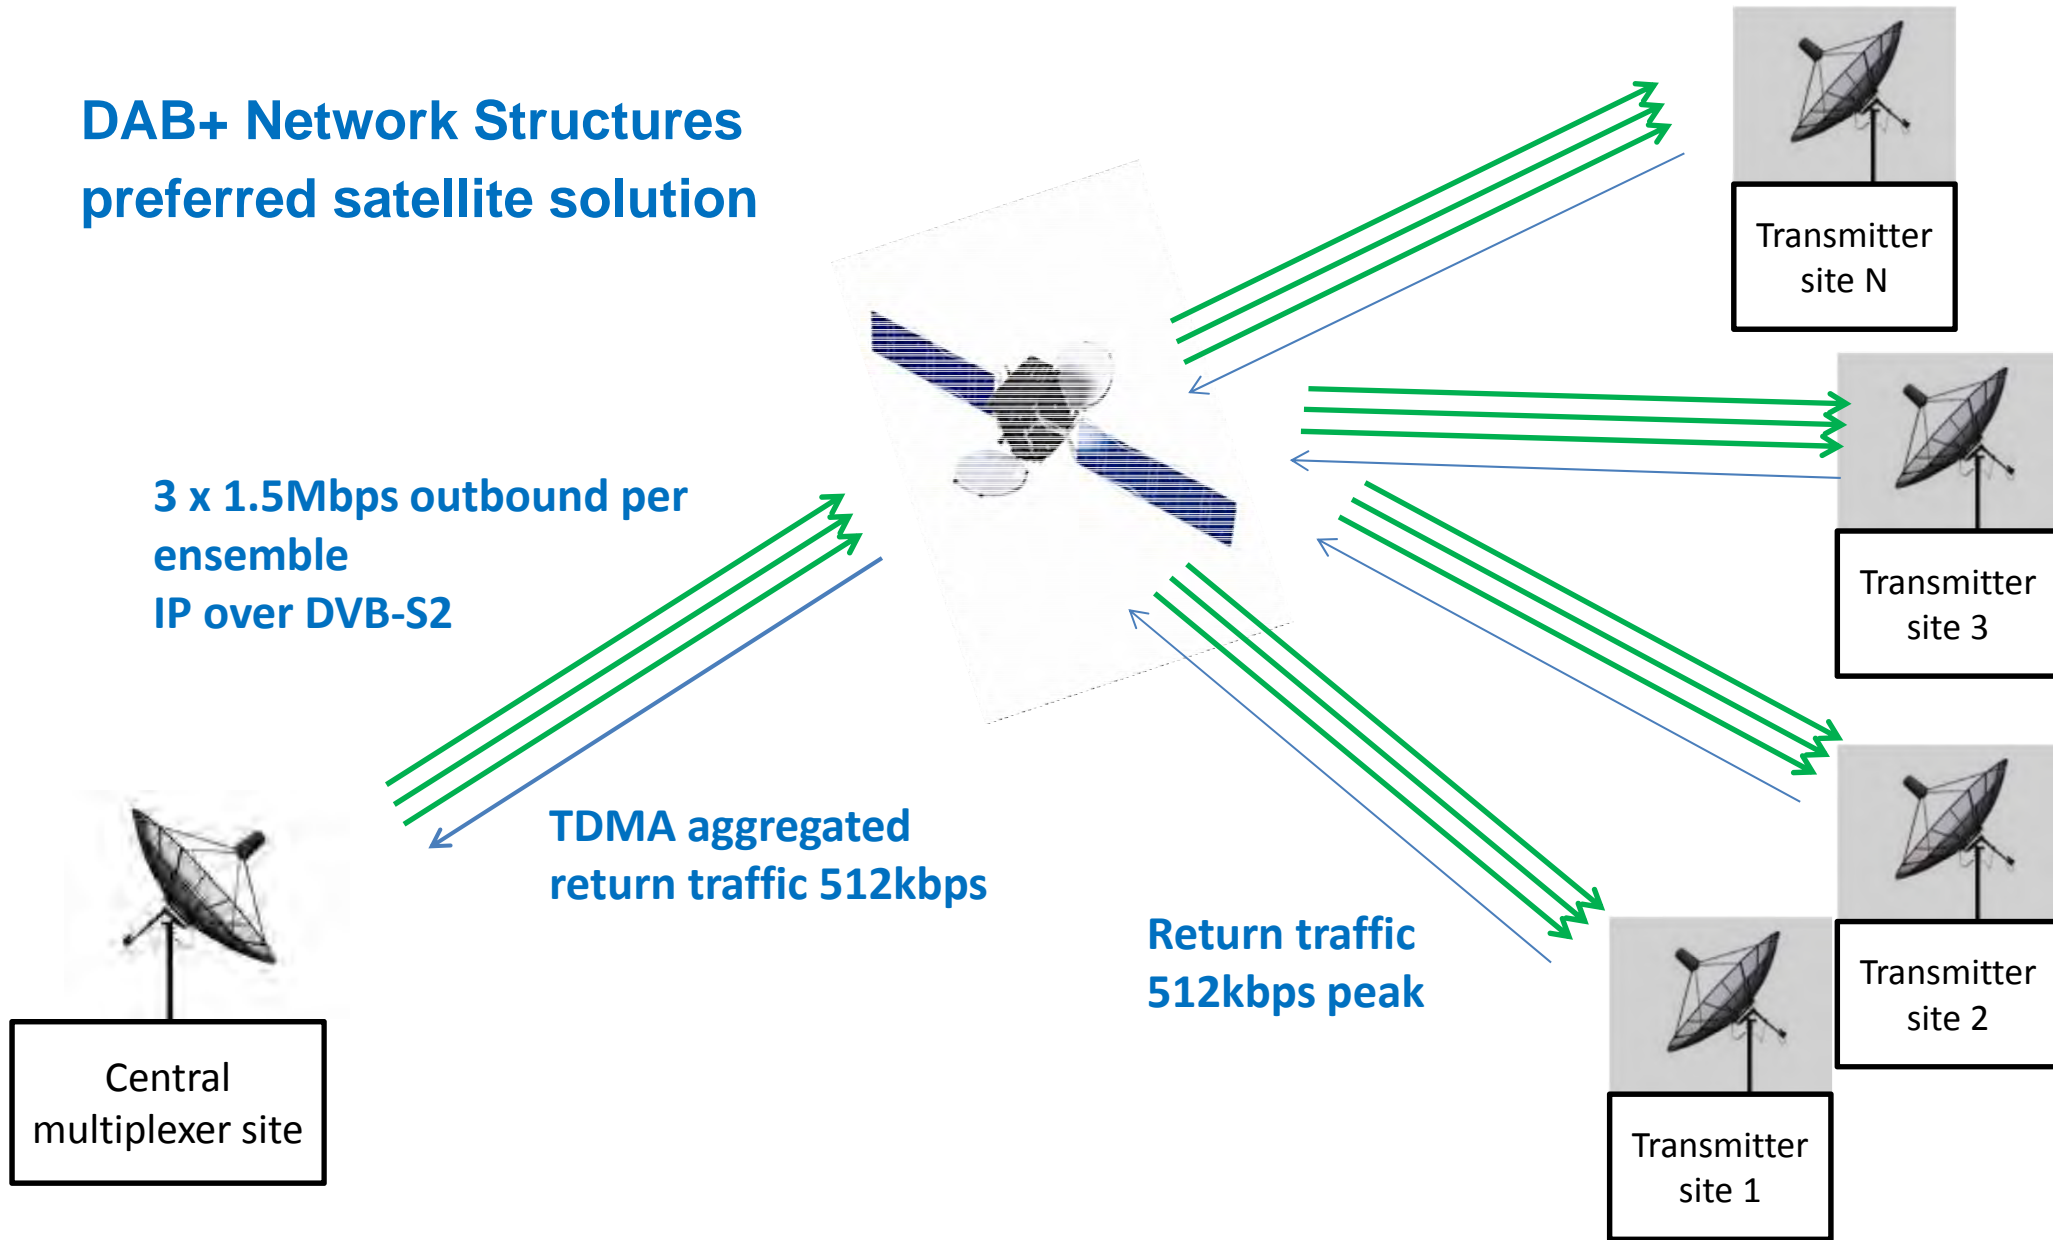 DAB+ Network Structures
preferred satellite solution
Transmitter
site N
3 x 1.5Mbps outbound per
ensemble
IP over DVB-S2
Transmitter
site 3
TDMA aggregated
return traffic 512kbps
Return traffic
512kbps peak
Transmitter
site 2
Central
multiplexer site
Transmitter
site 1